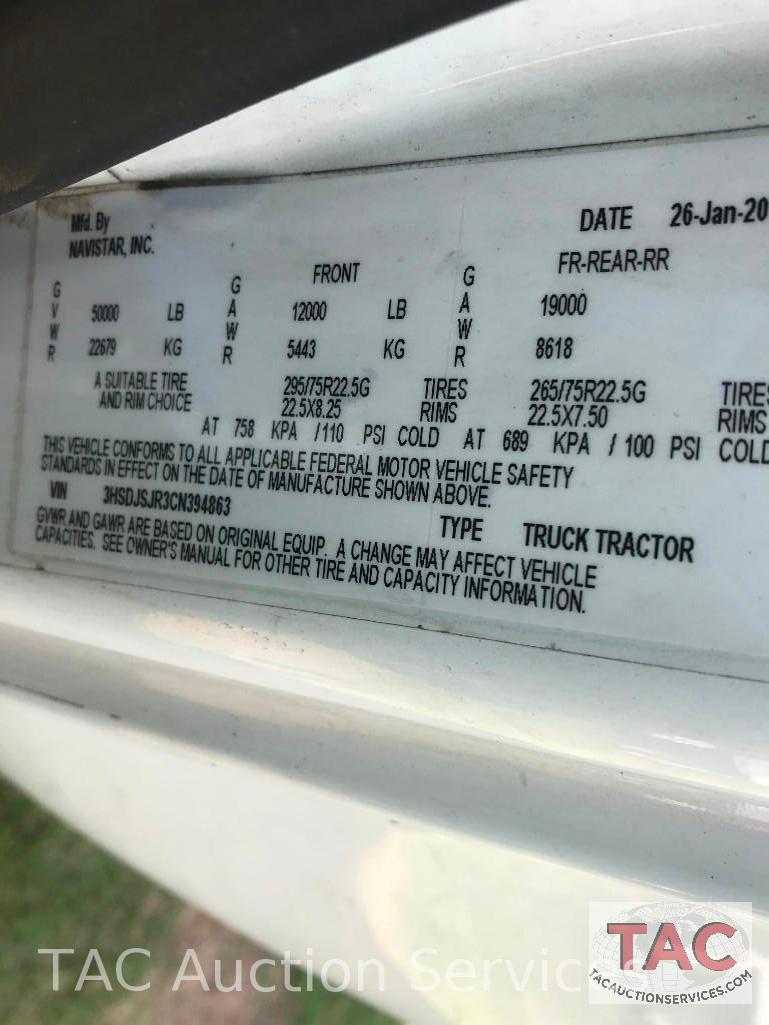 Mfd. By
NAVISTAR, INC.
DATE 26-Jan-20
G V W R 50000 LB 22679 KG
G A W R FRONT 12000 LB 5443 KG
G A W R FR-REAR-RR 19000 8618
A SUITABLE TIRE 295/75R22.5G TIRES 265/75R22.5G TIRES
AND RIM CHOICE 22.5X8.25 RIMS 22.5X7.50 RIMS
AT 758 KPA /110 PSI COLD AT 689 KPA / 100 PSI COLD
THIS VEHICLE CONFORMS TO ALL APPLICABLE FEDERAL MOTOR VEHICLE SAFETY
STANDARDS IN EFFECT ON THE DATE OF MANUFACTURE SHOWN ABOVE.
VIN 3HSDJSJR3CN394863 TYPE TRUCK TRACTOR
GVWR AND GAWR ARE BASED ON ORIGINAL EQUIP. A CHANGE MAY AFFECT VEHICLE
CAPACITIES. SEE OWNER'S MANUAL FOR OTHER TIRE AND CAPACITY INFORMATION.
TAC
TACAUCTIONSERVICES.COM
TAC Auction Services